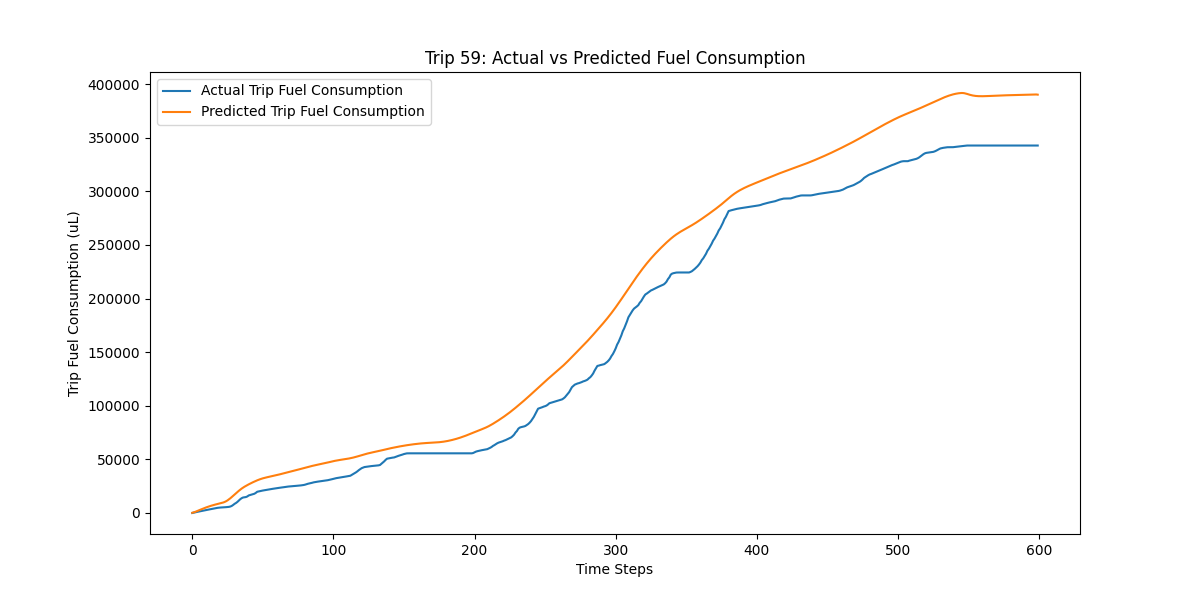 Trip 59: Actual vs Predicted Fuel Consumption
Actual Trip Fuel Consumption
Predicted Trip Fuel Consumption
Trip Fuel Consumption (uL)
400000
350000
300000
250000
200000
150000
100000
50000
0
0 100 200 300 400 500 600
Time Steps